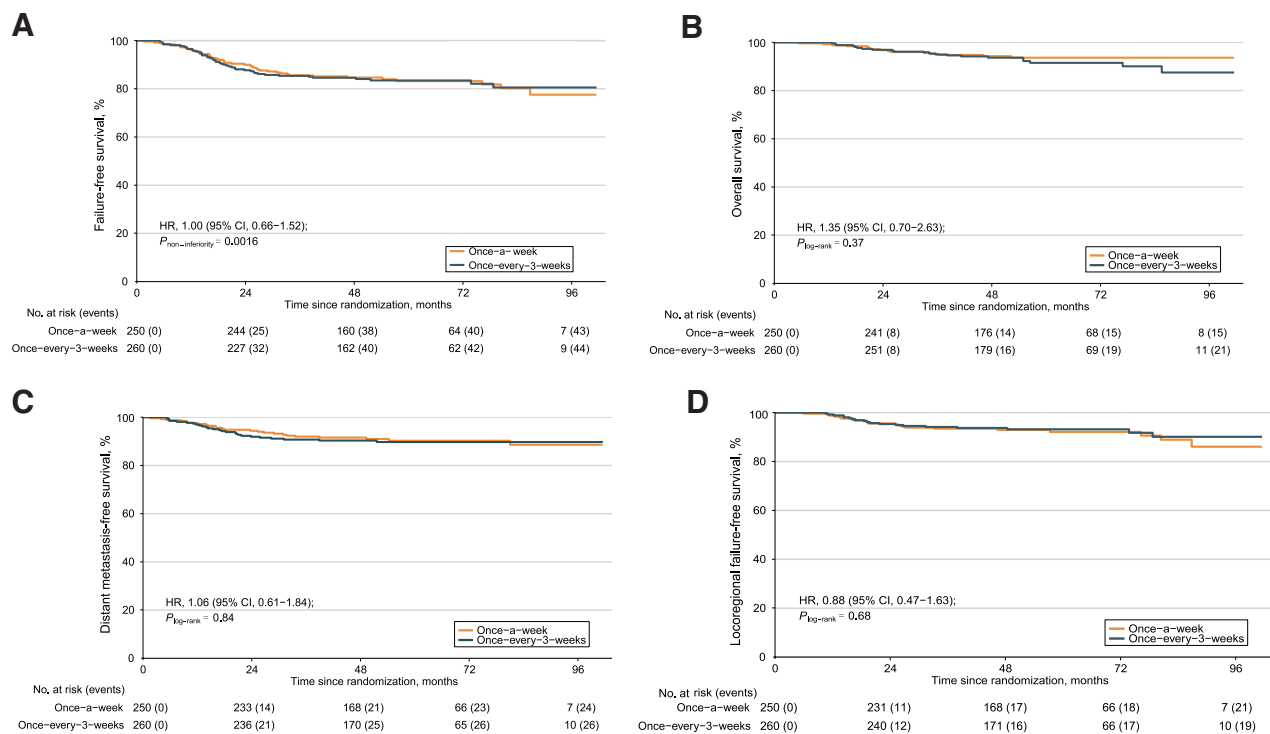 A
Failure-free survival, %
100
80
60
40
20
0
HR, 1.00 (95% CI, 0.66−1.52);
Pnon−inferiority = 0.0016
Once−a−week
Once−every−3−weeks
0 24 48 72 96
Time since randomization, months
No. at risk (events)
Once−a−week 250 (0) 244 (25) 160 (38) 64 (40) 7 (43)
Once−every−3−weeks 260 (0) 227 (32) 162 (40) 62 (42) 9 (44)
B
Overall survival, %
100
80
60
40
20
0
HR, 1.35 (95% CI, 0.70−2.63);
Plog−rank = 0.37
Once−a−week
Once−every−3−weeks
0 24 48 72 96
Time since randomization, months
No. at risk (events)
Once−a−week 250 (0) 241 (8) 176 (14) 68 (15) 8 (15)
Once−every−3−weeks 260 (0) 251 (8) 179 (16) 69 (19) 11 (21)
C
Distant metastasis-free survival, %
100
80
60
40
20
0
HR, 1.06 (95% CI, 0.61−1.84);
Plog−rank = 0.84
Once−a−week
Once−every−3−weeks
0 24 48 72 96
Time since randomization, months
No. at risk (events)
Once−a−week 250 (0) 233 (14) 168 (21) 66 (23) 7 (24)
Once−every−3−weeks 260 (0) 236 (21) 170 (25) 65 (26) 10 (26)
D
Locoregional failure-free survival, %
100
80
60
40
20
0
HR, 0.88 (95% CI, 0.47−1.63);
Plog−rank = 0.68
Once−a−week
Once−every−3−weeks
0 24 48 72 96
Time since randomization, months
No. at risk (events)
Once−a−week 250 (0) 231 (11) 168 (17) 66 (18) 7 (21)
Once−every−3−weeks 260 (0) 240 (12) 171 (16) 66 (17) 10 (19)